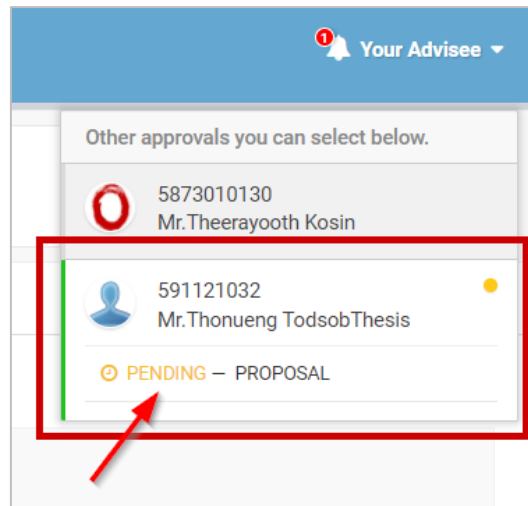 1
Your Advisee
Other approvals you can select below.
5873010130
Mr.Theerayooth Kosin
591121032
Mr.Thonueng TodsobThesis
PENDING — PROPOSAL